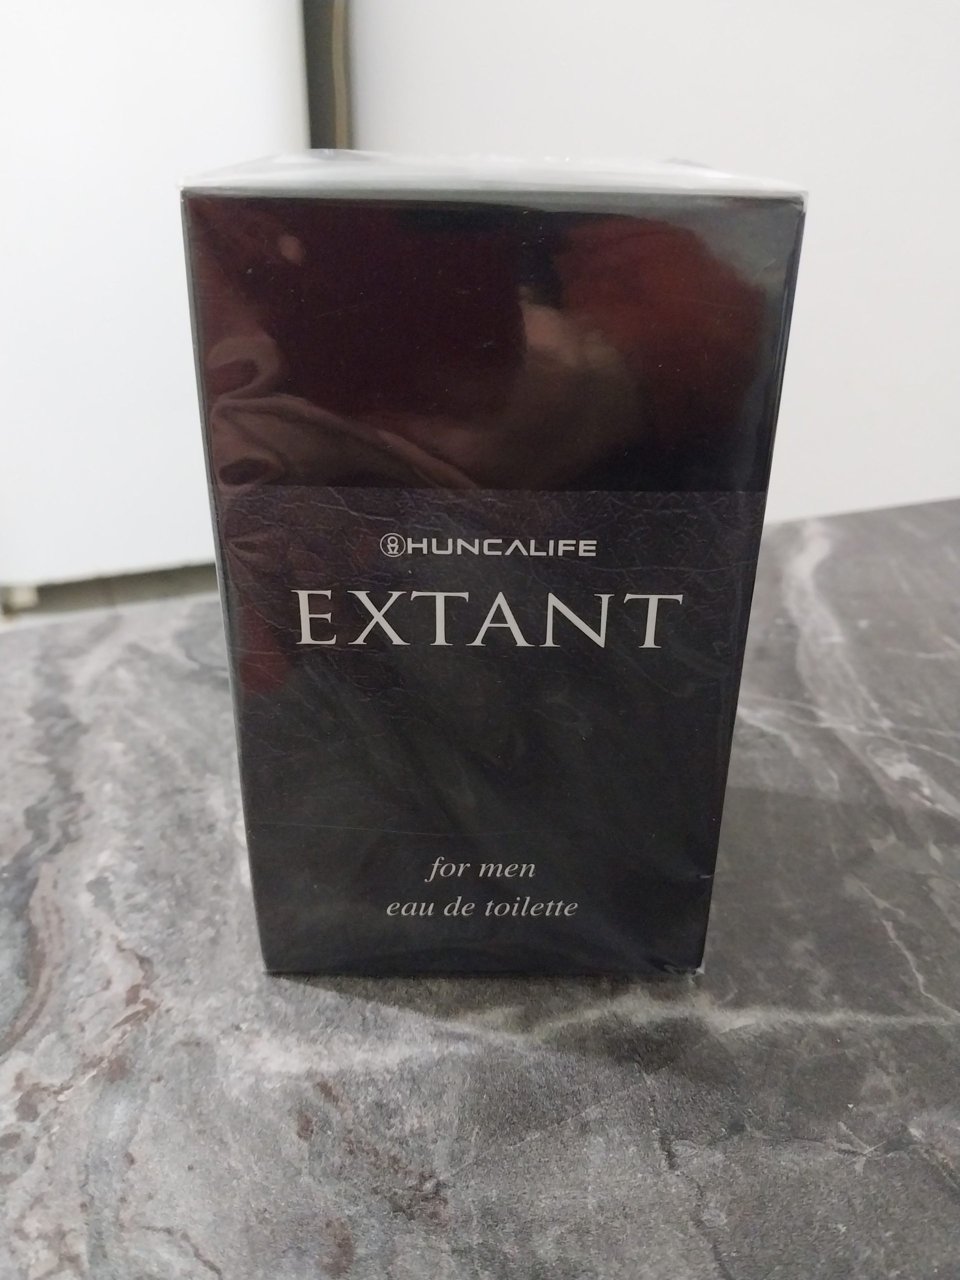 HUNCALIFE
EXTANT
for men
eau de toilette